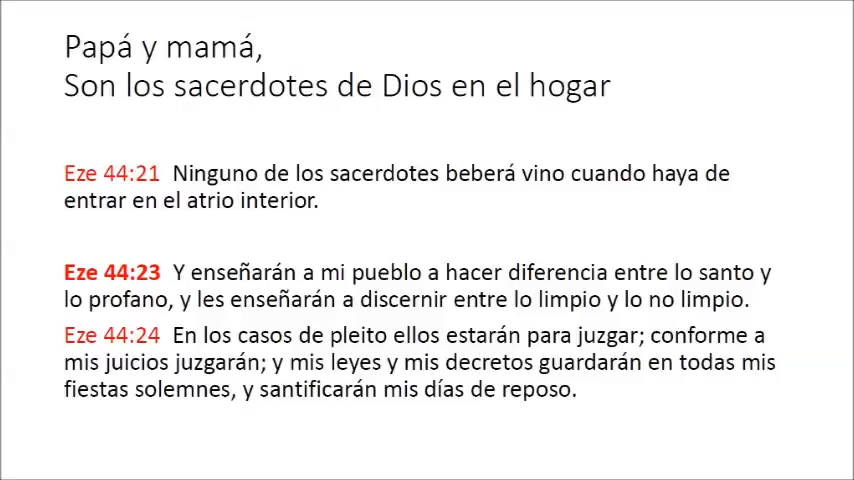 Papá y mamá,
Son los sacerdotes de Dios en el hogar
Eze 44:21 Ninguno de los sacerdotes beberá vino cuando haya de
entrar en el atrio interior.
Eze 44:23 Y enseñarán a mi pueblo a hacer diferencia entre lo santo y
lo profano, y les enseñarán a discernir entre lo limpio y lo no limpio.
Eze 44:24 En los casos de pleito ellos estarán para juzgar; conforme a
mis juicios juzgarán; y mis leyes y mis decretos guardarán en todas mis
fiestas solemnes, y santificarán mis días de reposo.